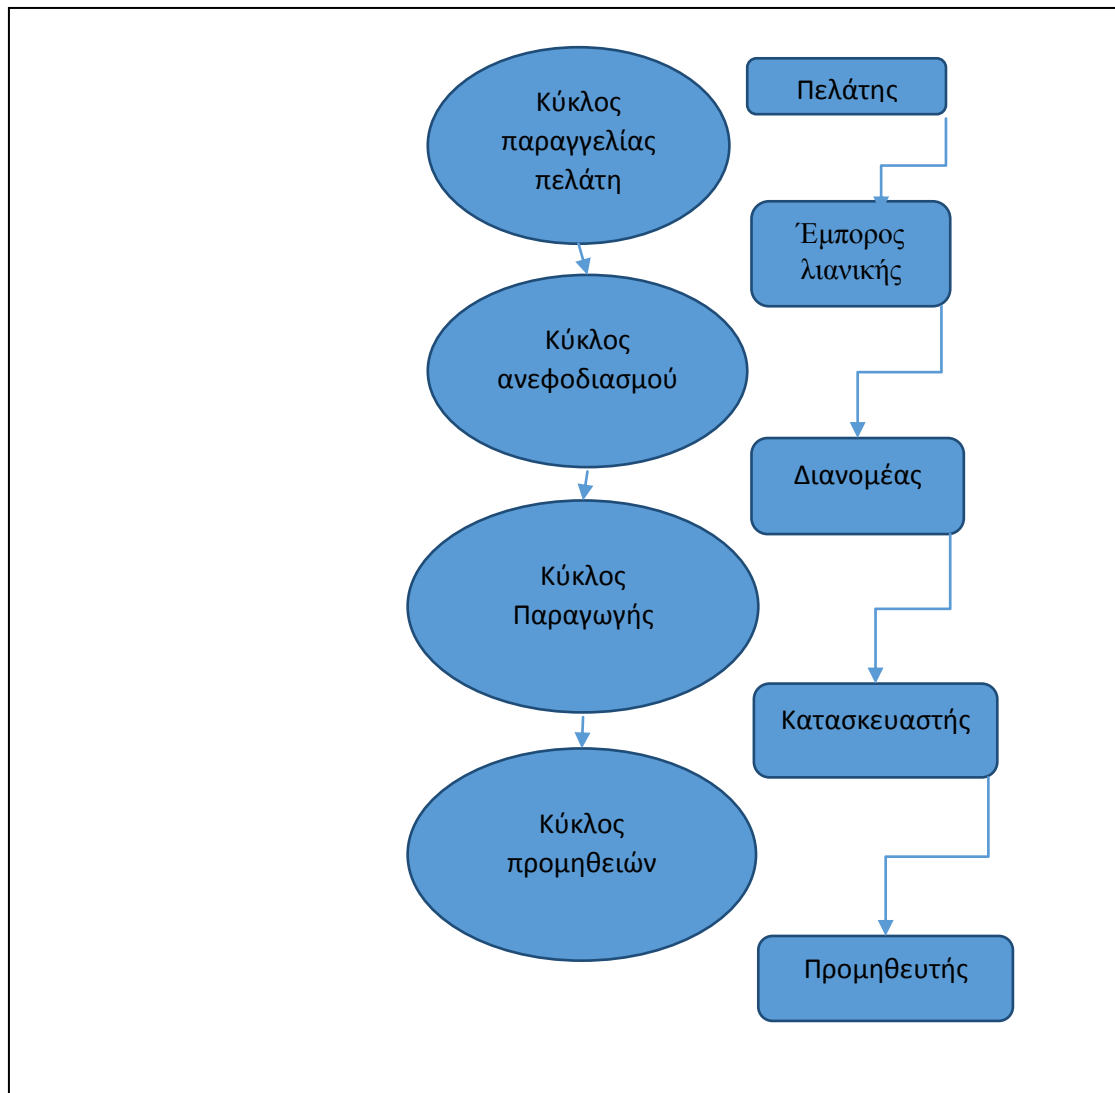 Κύκλος
παραγγελίας
πελάτη
Πελάτης
Έμπορος
λιανικής
Κύκλος
ανεφοδιασμού
Διανομέας
Κύκλος
Παραγωγής
Κατασκευαστής
Κύκλος
προμηθειών
Προμηθευτής